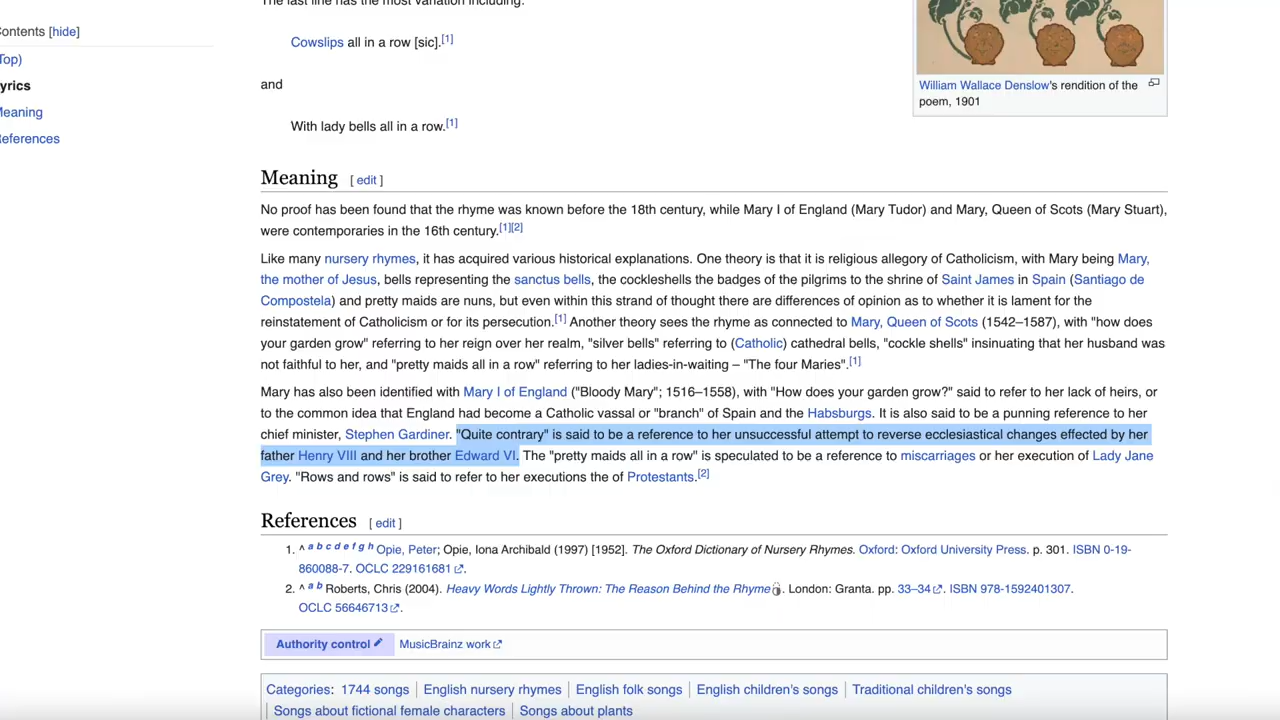 The last line has the most variation including:
ontents [hide]
Top)
Cowslips all in a row [sic].[1]
yrics
and
Meaning
With lady bells all in a row.[1]
eferences
William Wallace Denslow's rendition of the
poem, 1901
Meaning [ edit ]
No proof has been found that the rhyme was known before the 18th century, while Mary I of England (Mary Tudor) and Mary, Queen of Scots (Mary Stuart),
were contemporaries in the 16th century.[1][2]
Like many nursery rhymes, it has acquired various historical explanations. One theory is that it is religious allegory of Catholicism, with Mary being Mary,
the mother of Jesus, bells representing the sanctus bells, the cockleshells the badges of the pilgrims to the shrine of Saint James in Spain (Santiago de
Compostela) and pretty maids are nuns, but even within this strand of thought there are differences of opinion as to whether it is lament for the
reinstatement of Catholicism or for its persecution.[1] Another theory sees the rhyme as connected to Mary, Queen of Scots (1542–1587), with "how does
your garden grow" referring to her reign over her realm, "silver bells" referring to (Catholic) cathedral bells, "cockle shells" insinuating that her husband was
not faithful to her, and "pretty maids all in a row" referring to her ladies-in-waiting – "The four Maries".[1]
Mary has also been identified with Mary I of England ("Bloody Mary"; 1516–1558), with "How does your garden grow?" said to refer to her lack of heirs, or
to the common idea that England had become a Catholic vassal or "branch" of Spain and the Habsburgs. It is also said to be a punning reference to her
chief minister, Stephen Gardiner. "Quite contrary" is said to be a reference to her unsuccessful attempt to reverse ecclesiastical changes effected by her
father Henry VIII and her brother Edward VI. The "pretty maids all in a row" is speculated to be a reference to miscarriages or her execution of Lady Jane
Grey. "Rows and rows" is said to refer to her executions the of Protestants.[2]
References [ edit ]
1. ^ a b c d e f g h Opie, Peter; Opie, Iona Archibald (1997) [1952]. The Oxford Dictionary of Nursery Rhymes. Oxford: Oxford University Press. p. 301. ISBN 0-19-
860088-7. OCLC 229161681.
2. ^ a b Roberts, Chris (2004). Heavy Words Lightly Thrown: The Reason Behind the Rhyme. London: Granta. pp. 33–34. ISBN 978-1592401307.
OCLC 56646713.
Authority control MusicBrainz work
Categories: 1744 songs | English nursery rhymes | English folk songs | English children's songs | Traditional children's songs
| Songs about fictional female characters | Songs about plants